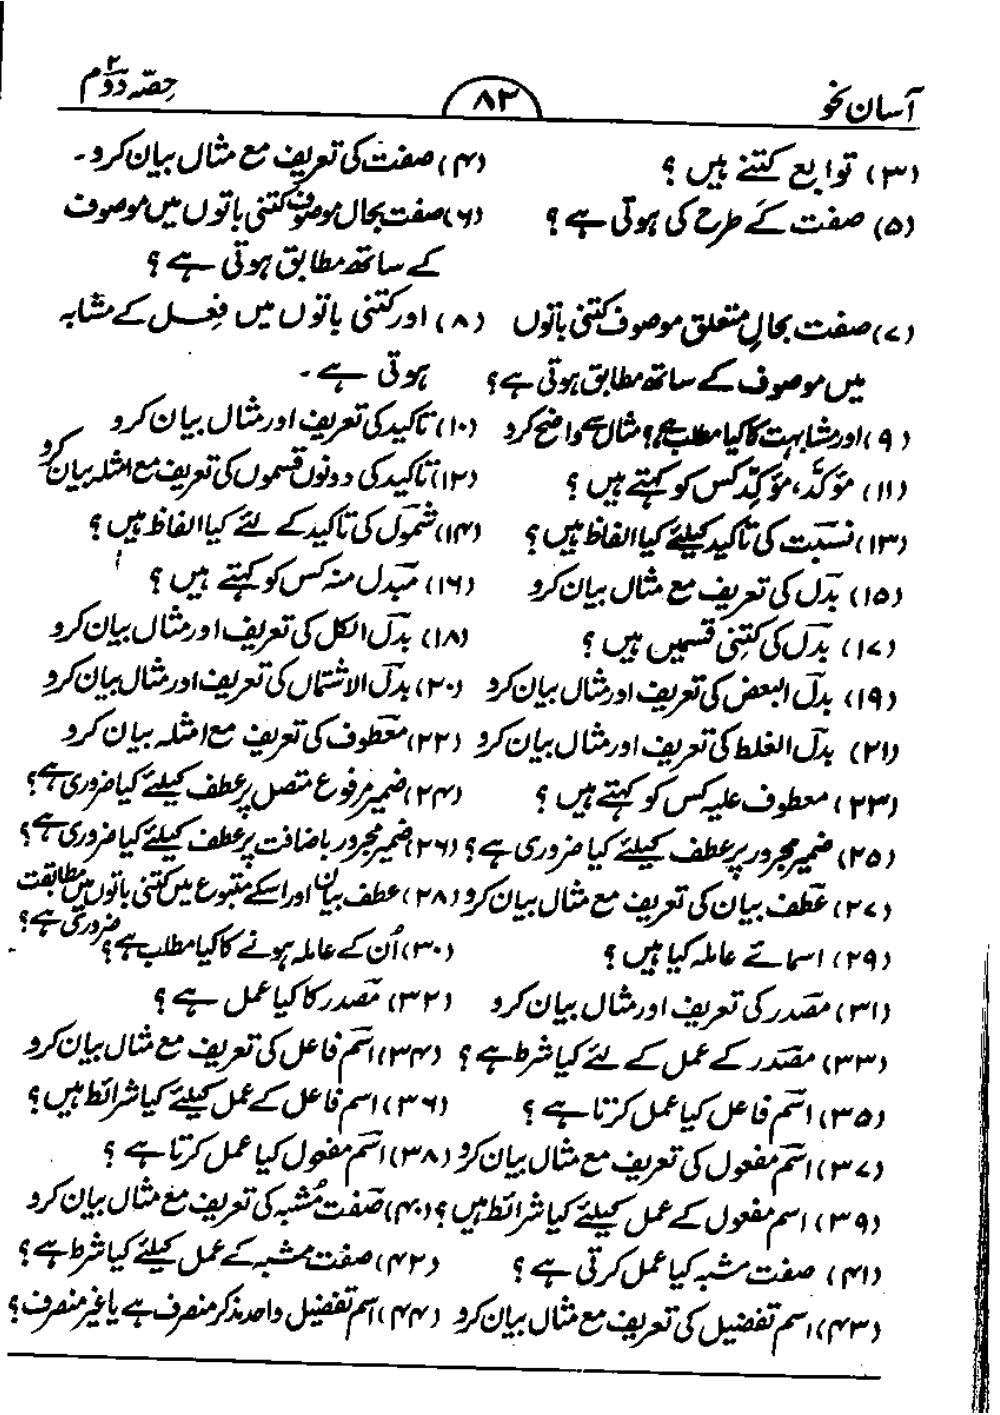 آسان نحو ۸۳ حصّہ دوّم
(۳) توابع کتنے ہیں ؟ (۴) صفت کی تعریف مع مثال بیان کرو۔
(۵) صفت کَے طرح کی ہوتی ہے ؟ (۶) صفت بحال موصوف کتنی باتوں میں موصوف
کے ساتھ مطابق ہوتی ہے ؟
(۷) صفت بحالِ متعلق موصوف کتنی باتوں (۸) اور کتنی باتوں میں فِعل کے مشابہ
میں موصوف کے ساتھ مطابق ہوتی ہے ؟ ہوتی ہے ۔
(۹) اور مشابہت کا کیا مطلب ہے؟ مثال سے واضح کرو (۱۰) تاکید کی تعریف اور مثال بیان کرو
(۱۱) مؤکَّد، مؤکِّد کس کو کہتے ہیں ؟ (۱۲) تاکید کی دونوں قسموں کی تعریف مع امثلہ بیان کرو
(۱۳) نسبت کی تاکید کیلئے کیا الفاظ ہیں ؟ (۱۴) شمول کی تاکید کے لئے کیا الفاظ ہیں ؟
(۱۵) بدل کی تعریف مع مثال بیان کرو (۱۶) مبدل منہ کس کو کہتے ہیں ؟
(۱۷) بدل کی کتِنی قسمیں ہیں ؟ (۱۸) بدل الکل کی تعریف اور مثال بیان کرو
(۱۹) بدل البعض کی تعریف اور مثال بیان کرو (۲۰) بدل الاشتمال کی تعریف اور مثال بیان کرو
(۲۱) بدل الغلط کی تعریف اور مثال بیان کرو (۲۲) معطوف کی تعریف مع امثلہ بیان کرو
(۲۳) معطوف علیہ کس کو کہتے ہیں ؟ (۲۴) ضمیر مرفوع متصل پر عطف کیلئے کیا ضروری ہے ؟
(۲۵) ضمیر مجرور پر عطف کیلئے کیا ضروری ہے ؟ (۲۶) ضمیر مجرور باضافت پر عطف کیلئے کیا ضروری ہے ؟
(۲۷) عطف بیان کی تعریف مع مثال بیان کرو (۲۸) عطف بیان اور اسکے متبوع میں کتنی باتوں میں مطابقت
ضروری ہے ؟
(۲۹) اسمائے عاملہ کیا ہیں ؟ (۳۰) اُن کے عاملہ ہونے کا کیا مطلب ہے ؟
(۳۱) مصدر کی تعریف اور مثال بیان کرو (۳۲) مصدر کا کیا عمل ہے ؟
(۳۳) مصدر کے عمل کے لئے کیا شرط ہے ؟ (۳۴) اسم فاعل کی تعریف مع مثال بیان کرو
(۳۵) اسم فاعل کیا عمل کرتا ہے ؟ (۳۶) اسم فاعل کے عمل کیلئے کیا شرائط ہیں ؟
(۳۷) اسم مفعول کی تعریف مع مثال بیان کرو (۳۸) اسم مفعول کیا عمل کرتا ہے ؟
(۳۹) اسم مفعول کے عمل کیلئے کیا شرائط ہیں ؟ (۴۰) صفت مُشبہ کی تعریف مع مثال بیان کرو
(۴۱) صفت مشبہ کیا عمل کرتی ہے ؟ (۴۲) صفت مشبہ کے عمل کیلئے کیا شرط ہے ؟
(۴۳) اسم تفضیل کی تعریف مع مثال بیان کرو (۴۴) اسم تفضیل واحد مذکر منصرف ہے یا غیر منصرف ؟